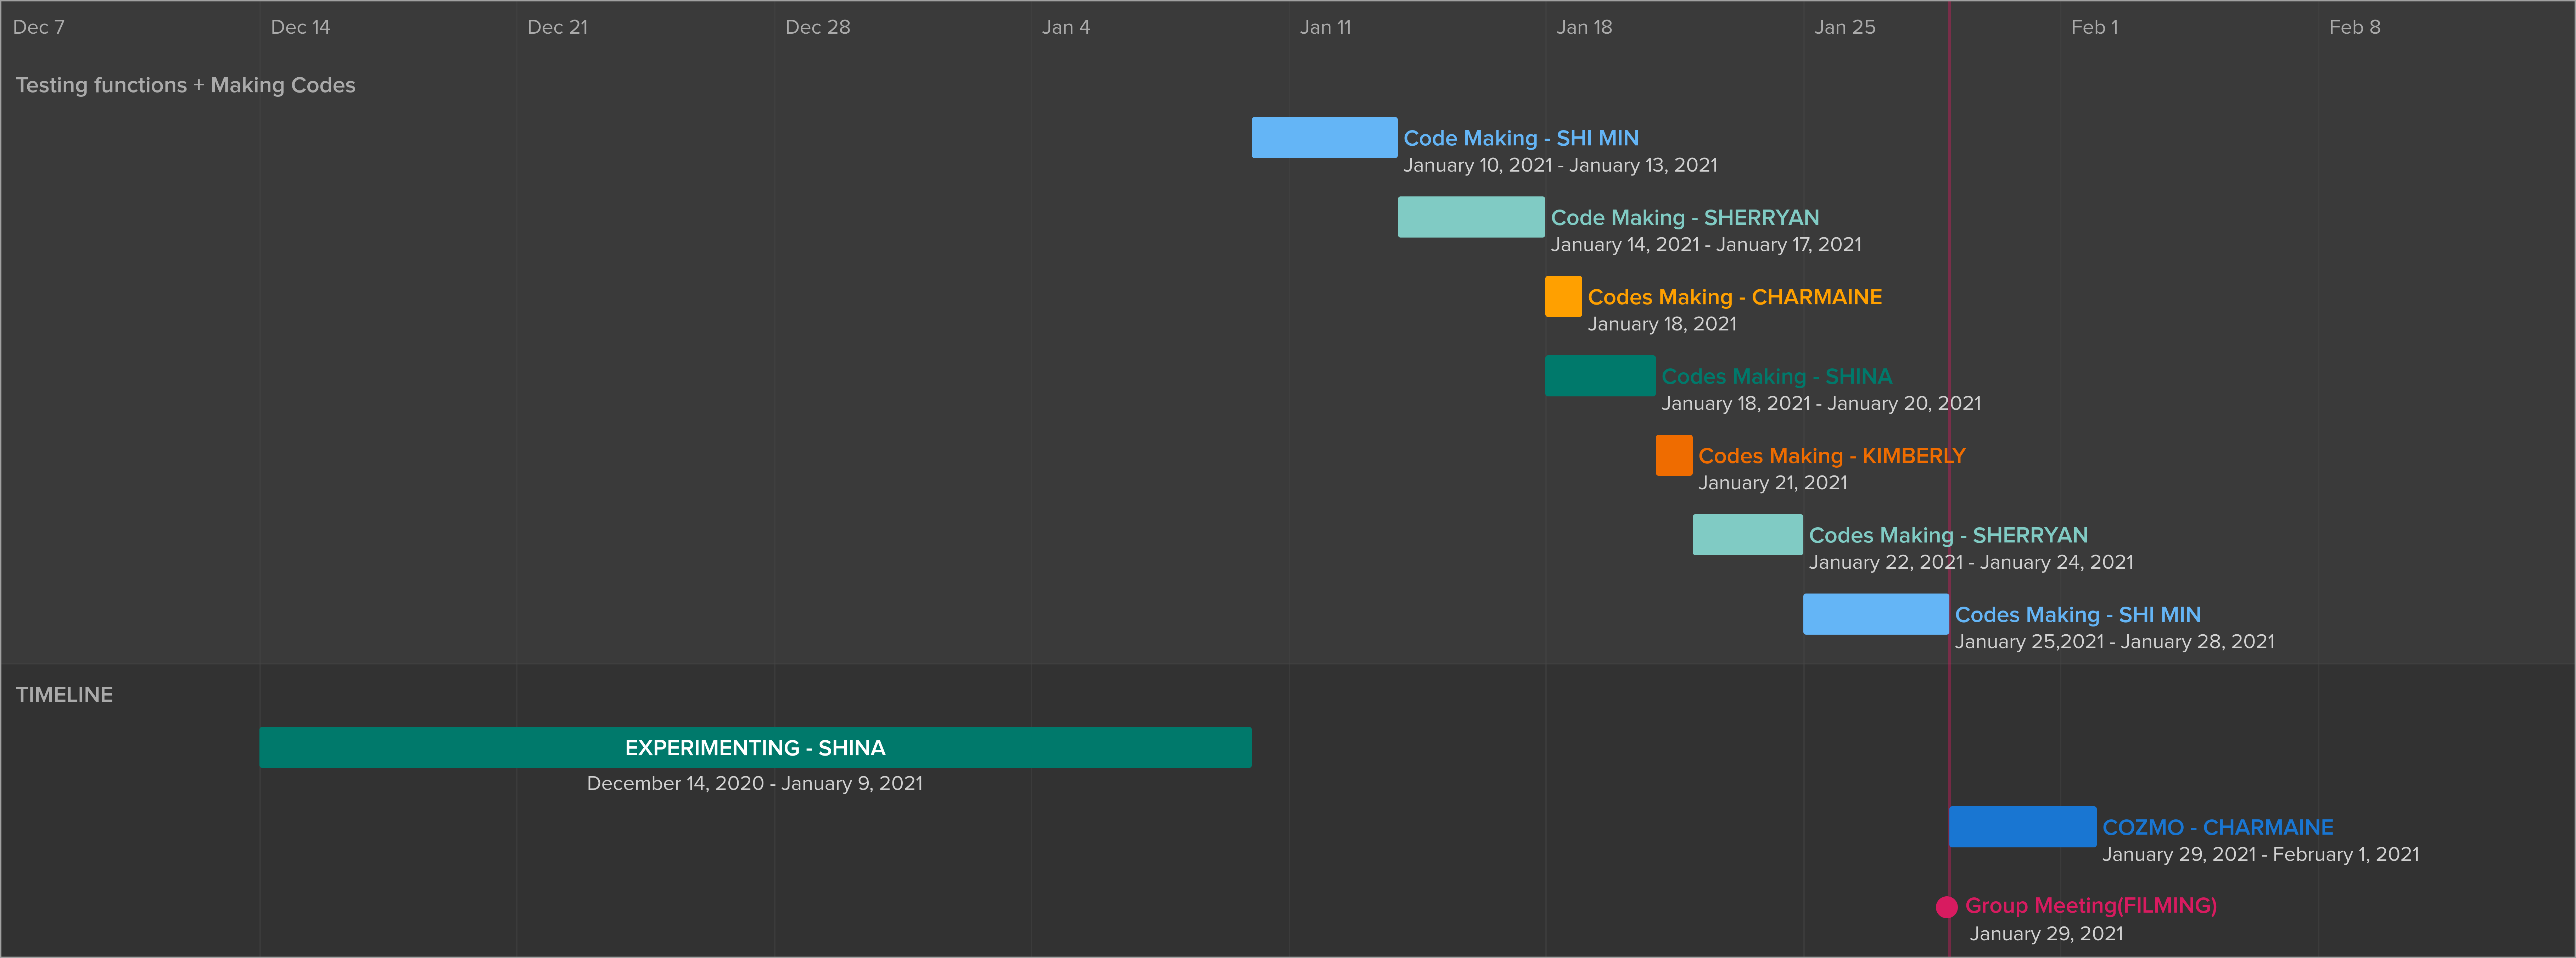 Dec 7 Dec 14 Dec 21 Dec 28 Jan 4 Jan 11 Jan 18 Jan 25 Feb 1 Feb 8
Testing functions + Making Codes
Code Making - SHI MIN
January 10, 2021 - January 13, 2021
Code Making - SHERRYAN
January 14, 2021 - January 17, 2021
Codes Making - CHARMAINE
January 18, 2021
Codes Making - SHINA
January 18, 2021 - January 20, 2021
Codes Making - KIMBERLY
January 21, 2021
Codes Making - SHERRYAN
January 22, 2021 - January 24, 2021
Codes Making - SHI MIN
January 25,2021 - January 28, 2021
TIMELINE
EXPERIMENTING - SHINA
December 14, 2020 - January 9, 2021
COZMO - CHARMAINE
January 29, 2021 - February 1, 2021
Group Meeting(FILMING)
January 29, 2021